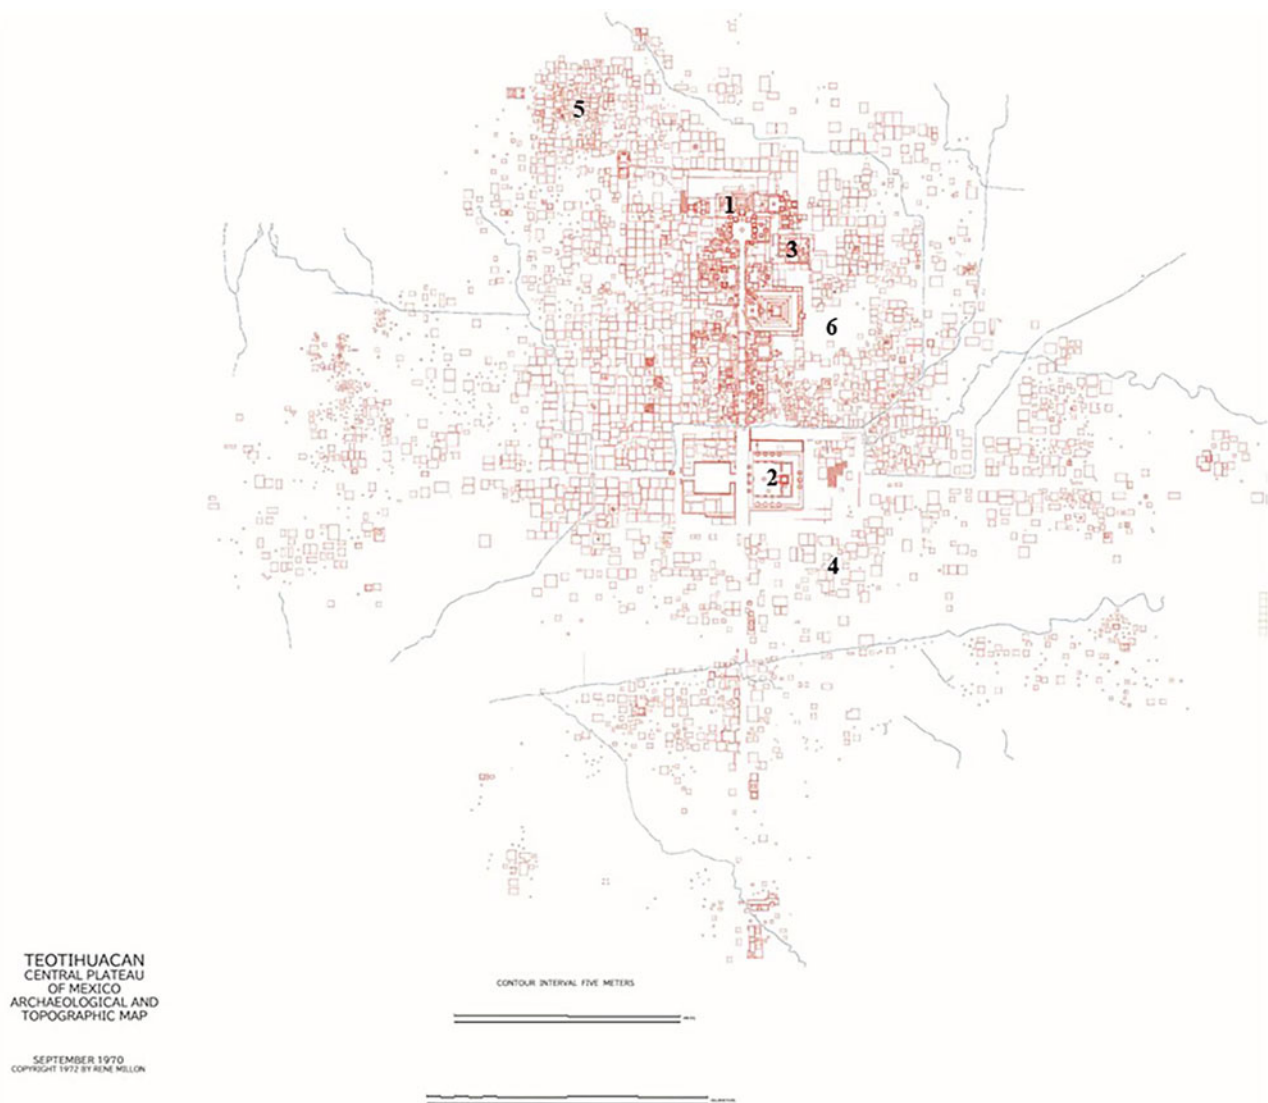 5
1
3
6
2
4
TEOTIHUACAN
CENTRAL PLATEAU
OF MEXICO
ARCHAEOLOGICAL AND
TOPOGRAPHIC MAP
CONTOUR INTERVAL FIVE METERS
SEPTEMBER 1970
COPYRIGHT 1972 BY RENE MILLON